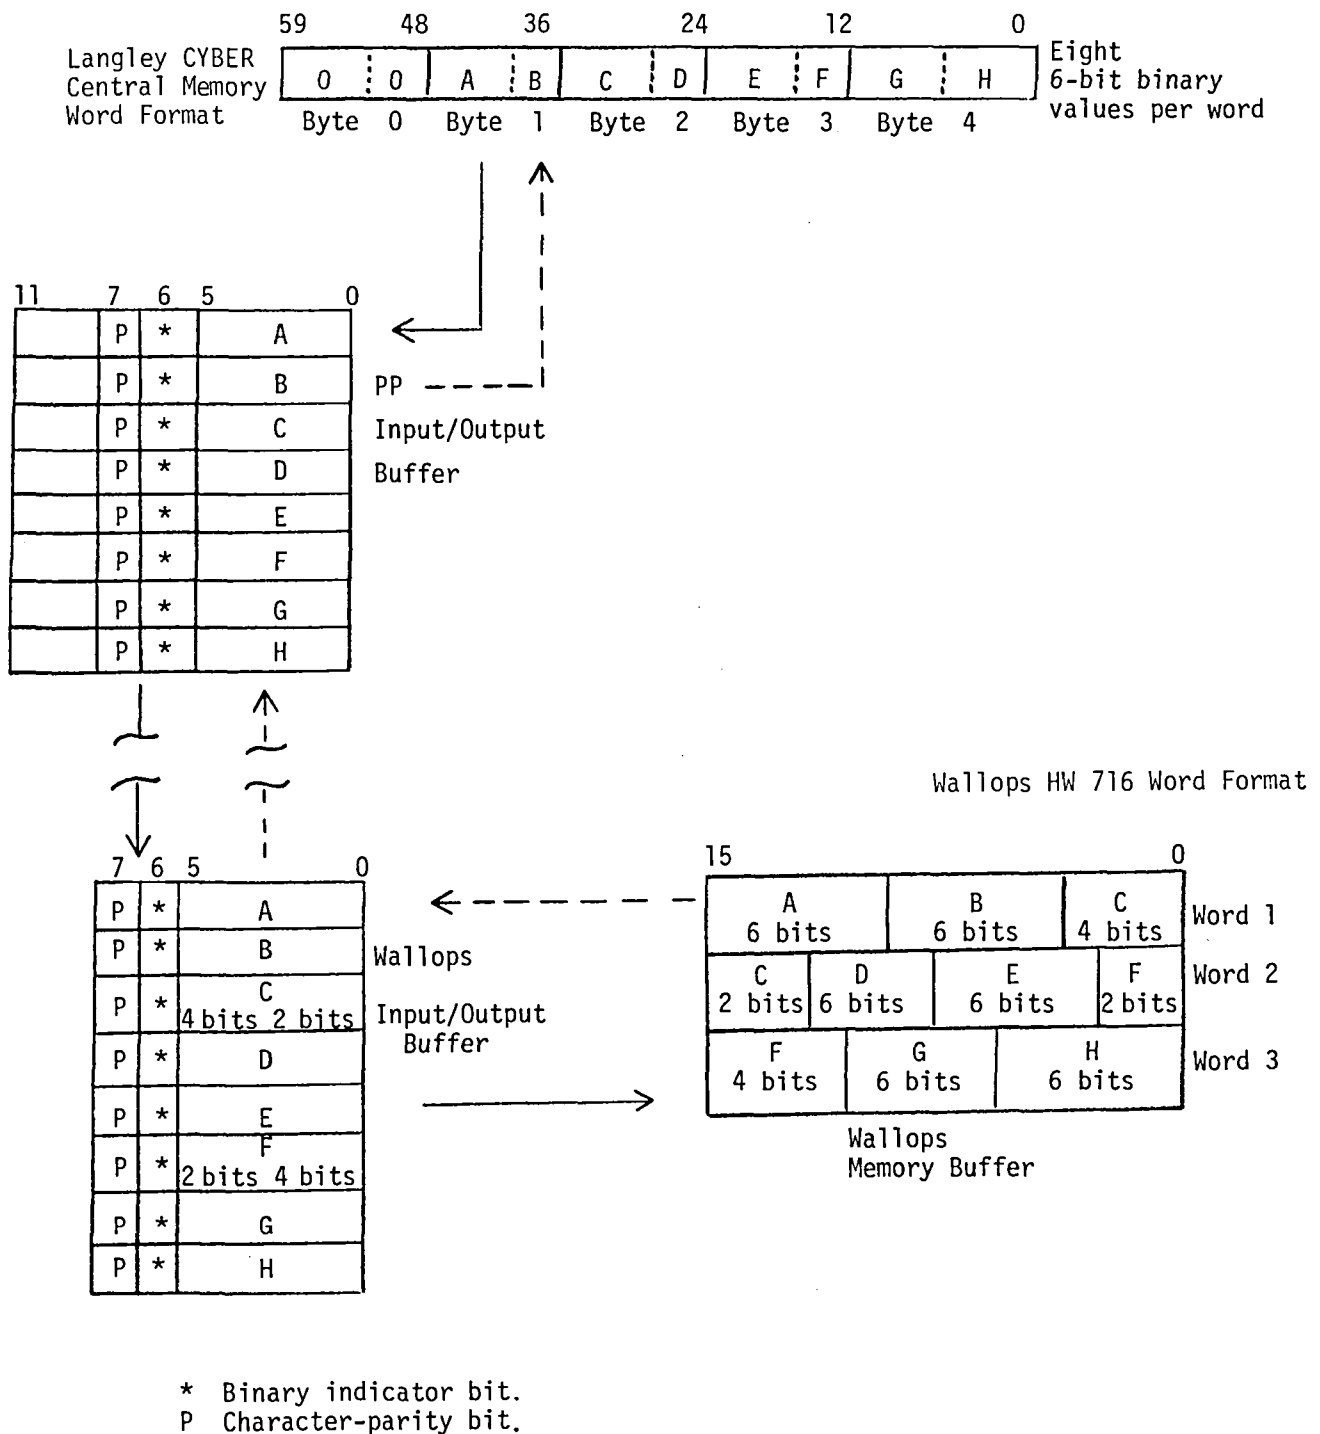 59 48 36 24 12 0
Langley CYBER
Central Memory
Word Format
0 0 A B C D E F G H
Byte 0 Byte 1 Byte 2 Byte 3 Byte 4
Eight
6-bit binary
values per word
11 7 6 5 0
P * A
P * B
P * C
P * D
P * E
P * F
P * G
P * H
PP
Input/Output
Buffer
Wallops HW 716 Word Format
7 6 5 0
P * A
P * B
P * C
4 bits 2 bits
P * D
P * E
P * F
2 bits 4 bits
P * G
P * H
Wallops
Input/Output
Buffer
15 0
A B C
6 bits 6 bits 4 bits
Word 1
C D E F
2 bits 6 bits 6 bits 2 bits
Word 2
F G H
4 bits 6 bits 6 bits
Word 3
Wallops
Memory Buffer
* Binary indicator bit.
P Character-parity bit.